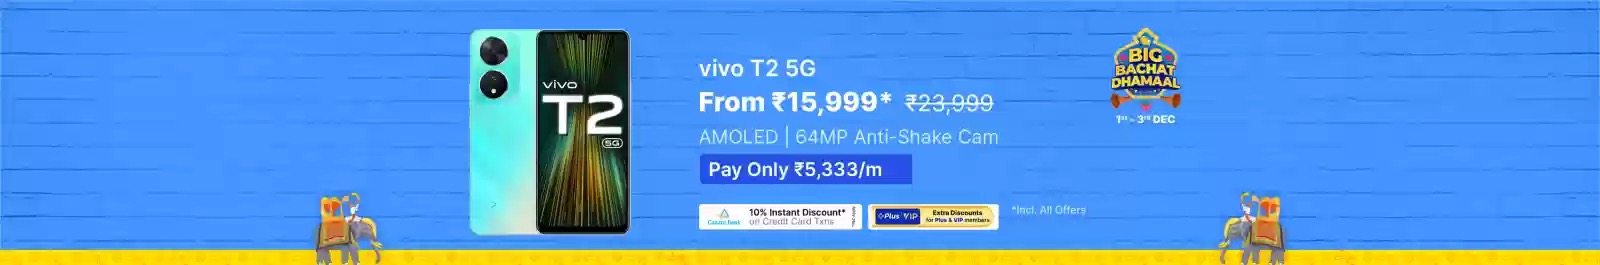 vivo
T2
5G
vivo T2 5G
From ₹15,999* ₹23,999
AMOLED | 64MP Anti-Shake Cam
Pay Only ₹5,333/m
10% Instant Discount*
on Credit Card Txns
Plus VIP
Extra Discounts
for Plus & VIP members
*Incl. All Offers
BIG
BACHAT
DHAMAAL
1ST - 3RD DEC